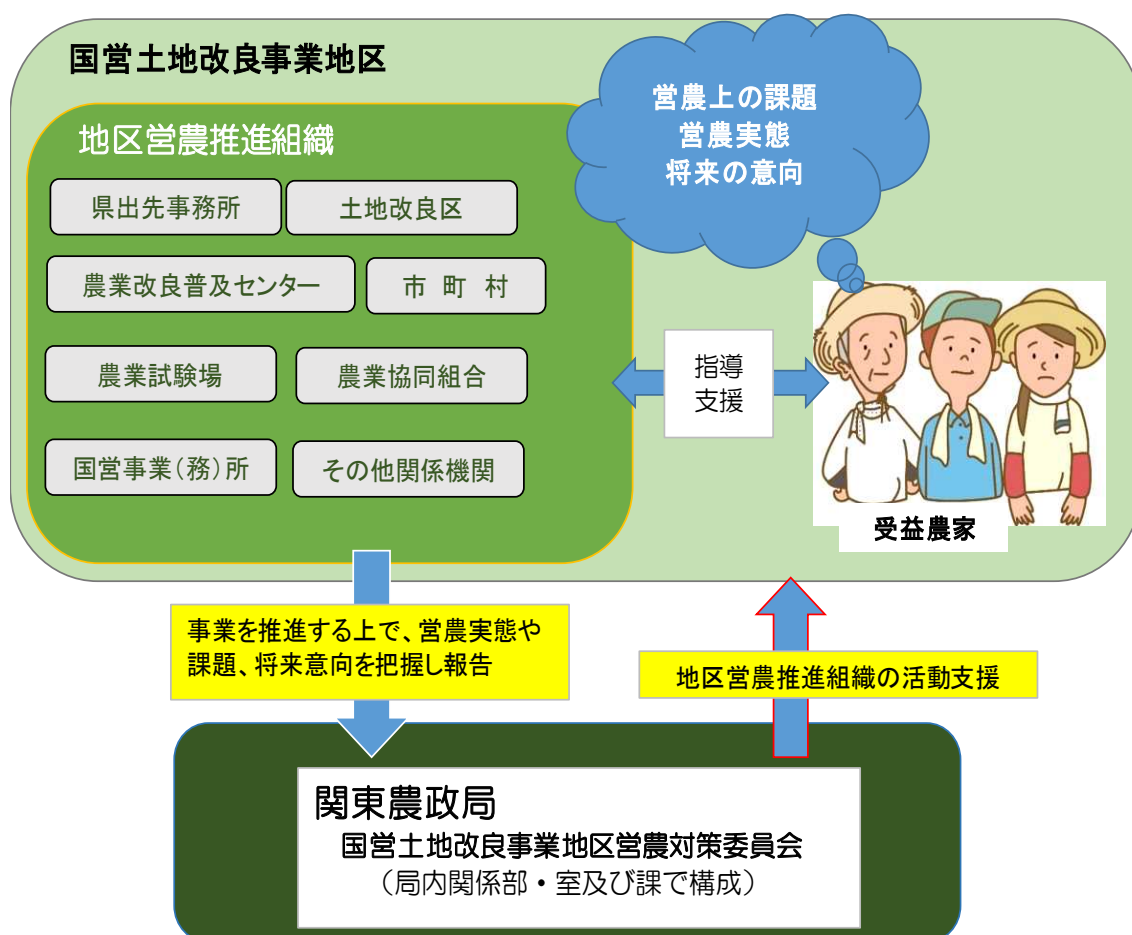 国営土地改良事業地区
営農上の課題
営農実態
将来の意向
地区営農推進組織
県出先事務所
土地改良区
農業改良普及センター
市 町 村
農業試験場
農業協同組合
国営事業(務)所
その他関係機関
指導
支援
受益農家
事業を推進する上で、営農実態や
課題、将来意向を把握し報告
地区営農推進組織の活動支援
関東農政局
国営土地改良事業地区営農対策委員会
（局内関係部・室及び課で構成）